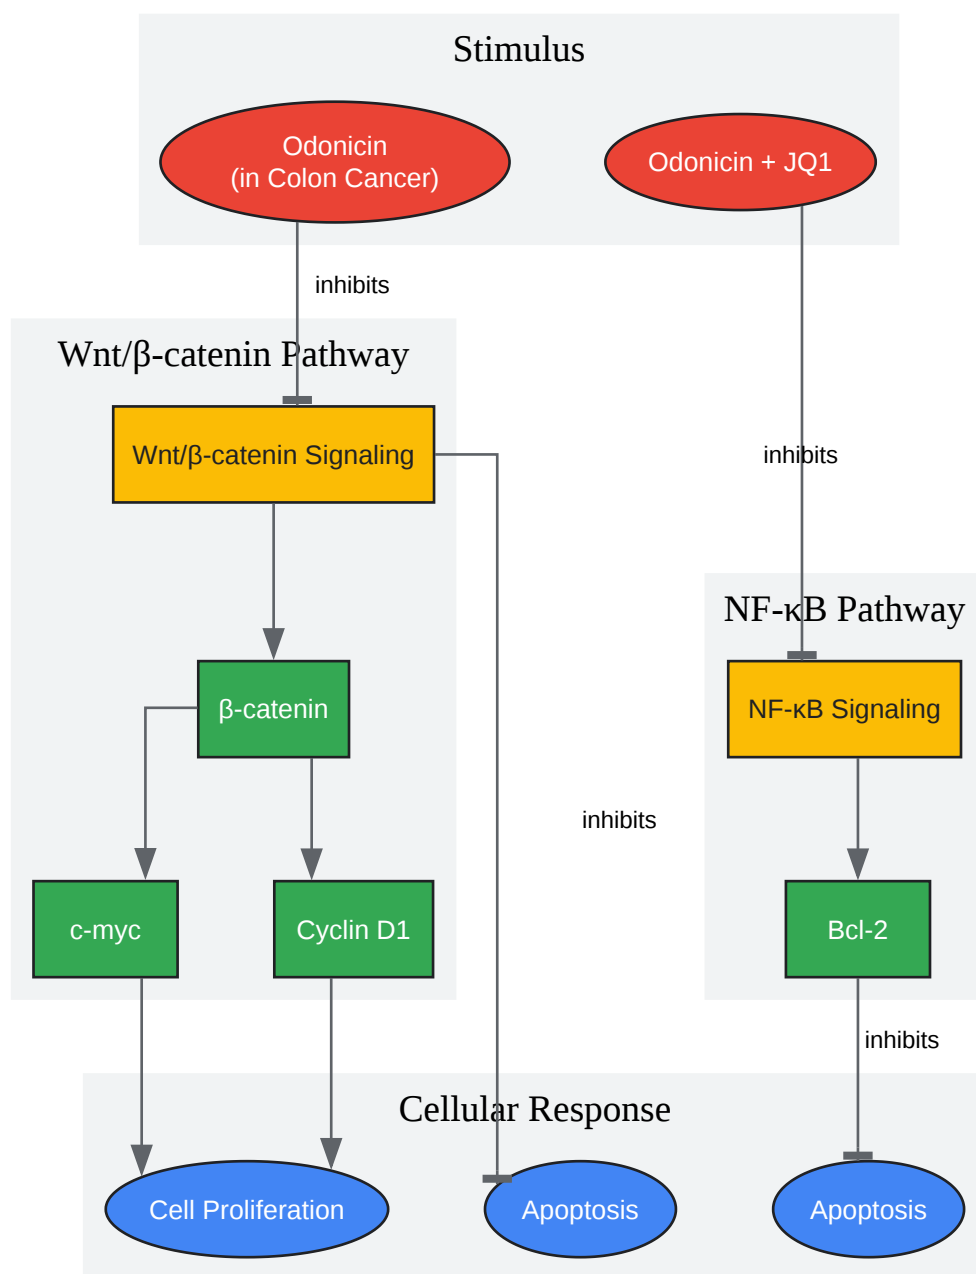 Stimulus
Odonicin
(in Colon Cancer)
Odonicin + JQ1
inhibits
Wnt/β-catenin Pathway
Wnt/β-catenin Signaling
inhibits
NF-κB Pathway
β-catenin
NF-κB Signaling
inhibits
c-myc
Cyclin D1
Bcl-2
inhibits
Cellular Response
Cell Proliferation
Apoptosis
Apoptosis